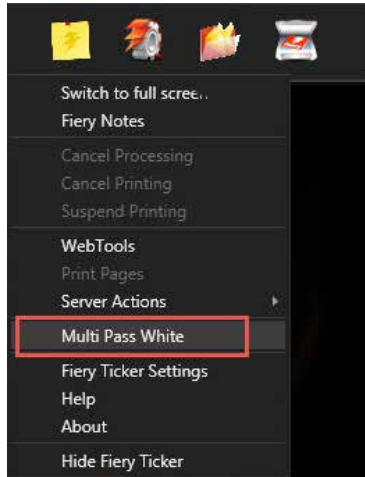 Switch to full scree..
Fiery Notes
Cancel Processing
Cancel Printing
Suspend Printing
WebTools
Print Pages
Server Actions
Multi Pass White
Fiery Ticker Settings
Help
About
Hide Fiery Ticker